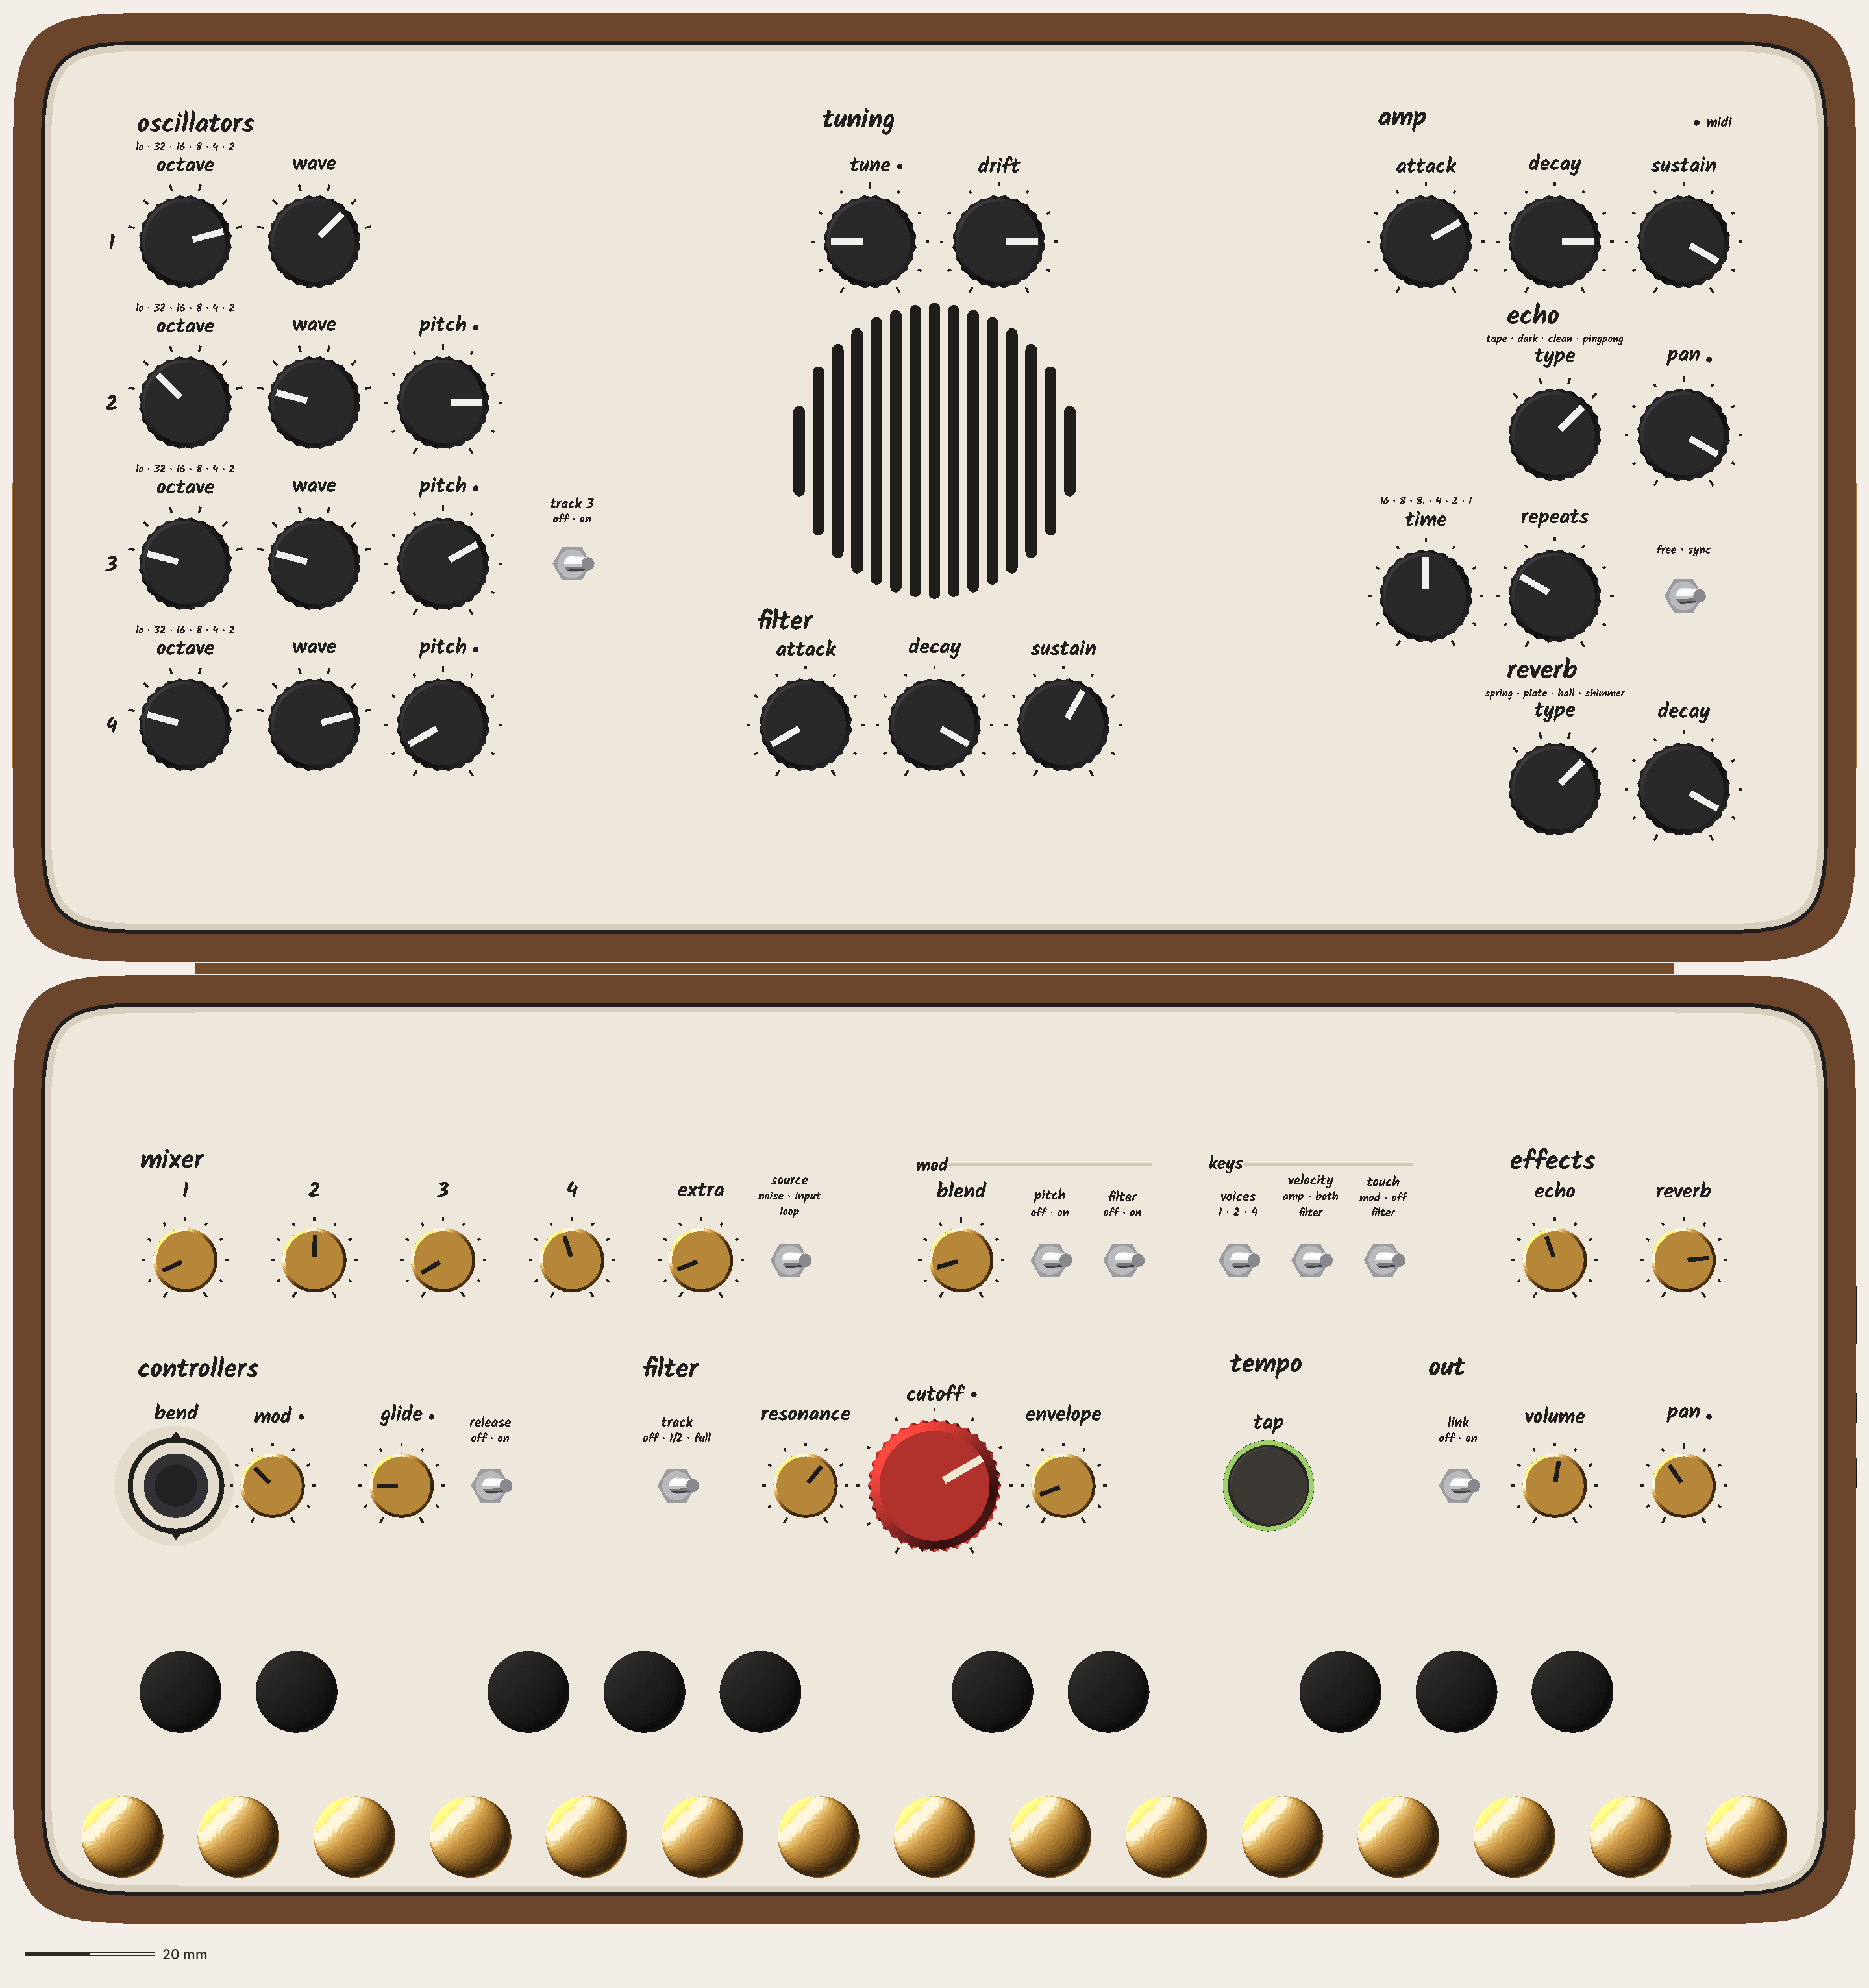 oscillators
lo · 32 · 16 · 8 · 4 · 2
octave wave
1
lo · 32 · 16 · 8 · 4 · 2
octave wave pitch •
2
lo · 32 · 16 · 8 · 4 · 2
octave wave pitch •
3
track 3
off · on
lo · 32 · 16 · 8 · 4 · 2
octave wave pitch •
4
tuning
tune • drift
filter
attack decay sustain
amp
• midi
attack decay sustain
echo
tape · dark · clean · pingpong
type pan •
16 · 8 · 8. · 4 · 2 · 1
time repeats
free · sync
reverb
spring · plate · hall · shimmer
type decay
mixer
1 2 3 4 extra
source
noise · input
loop
mod
blend
pitch
off · on
filter
off · on
keys
voices
1 · 2 · 4
velocity
amp · both
filter
touch
mod · off
filter
effects
echo reverb
controllers
bend mod • glide •
release
off · on
filter
track
off · 1/2 · full
resonance cutoff • envelope
tempo
tap
out
link
off · on
volume pan •
20 mm